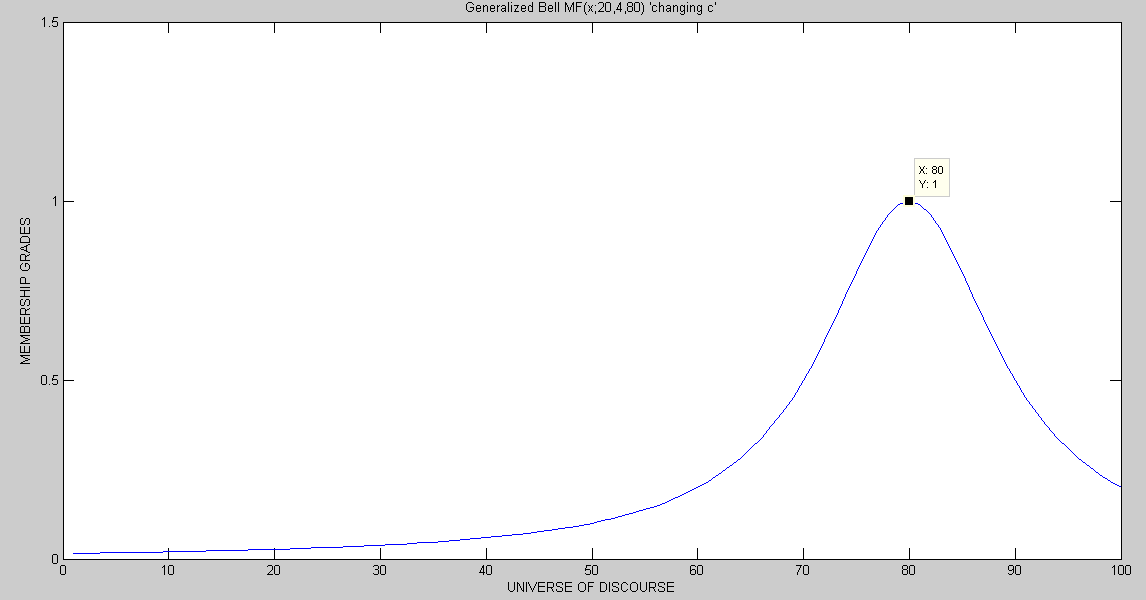 Generalized Bell MF(x;20,4,80) 'changing c'
1.5
1
0.5
0
MEMBERSHIP GRADES
X: 80
Y: 1
0 10 20 30 40 50 60 70 80 90 100
UNIVERSE OF DISCOURSE